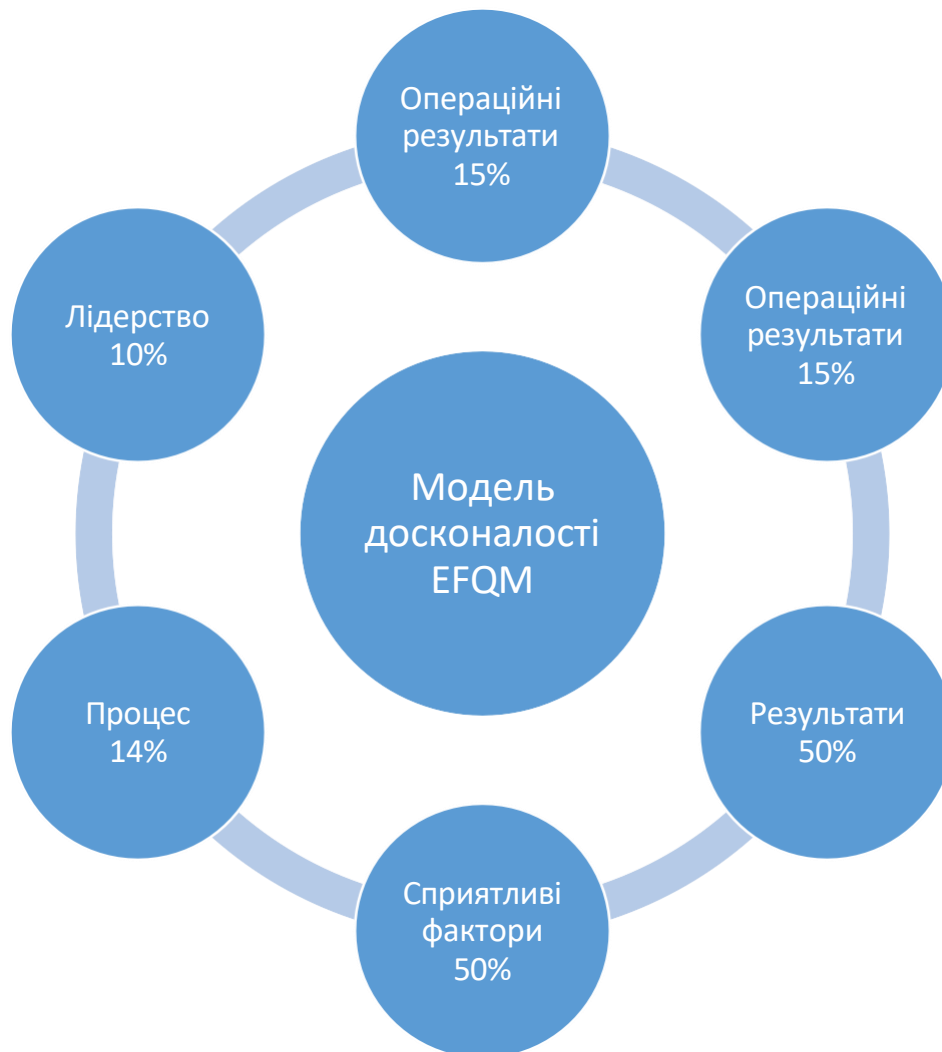 Операційні
результати
15%
Лідерство
10%
Операційні
результати
15%
Модель
досконалості
EFQM
Процес
14%
Результати
50%
Сприятливі
фактори
50%